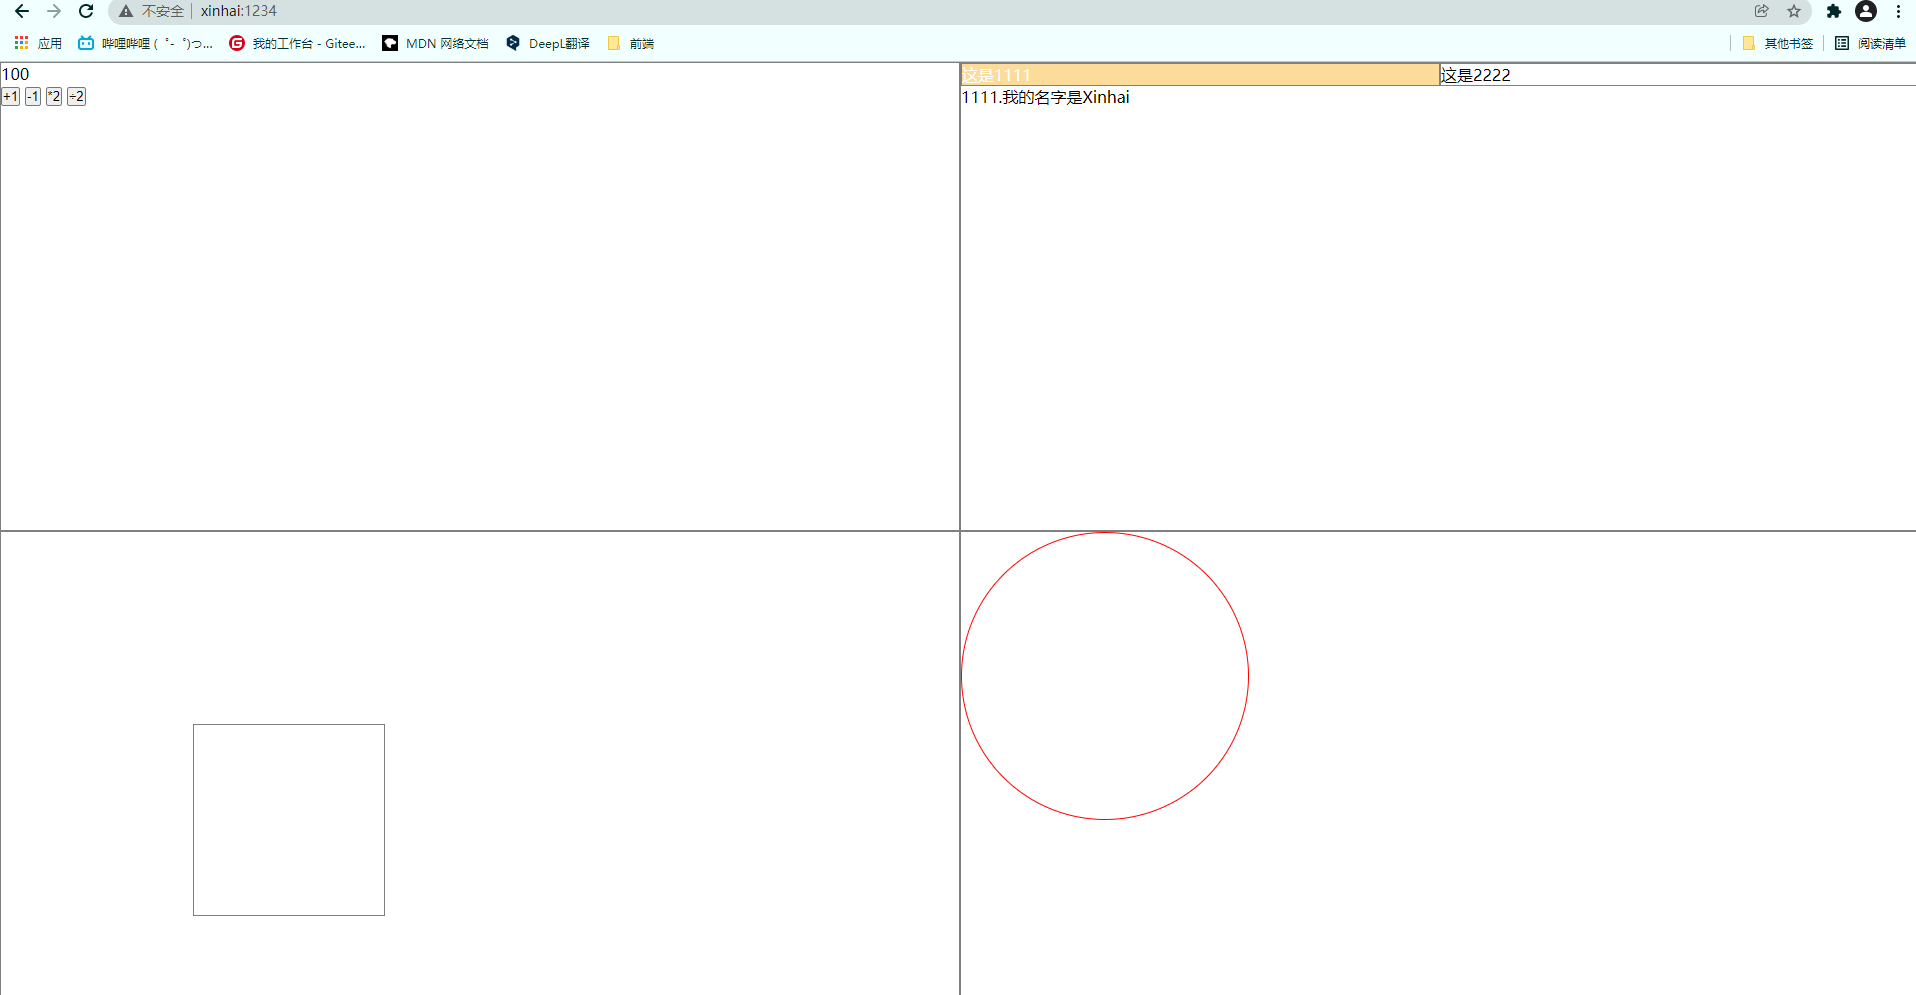 不安全 xinhai:1234
应用 哔哩哔哩 ( ゜- ゜)つ... 我的工作台 - Gitee... MDN 网络文档 DeepL翻译 前端 其他书签 阅读清单
100
+1 -1 *2 ÷2
这是1111 这是2222
1111.我的名字是Xinhai